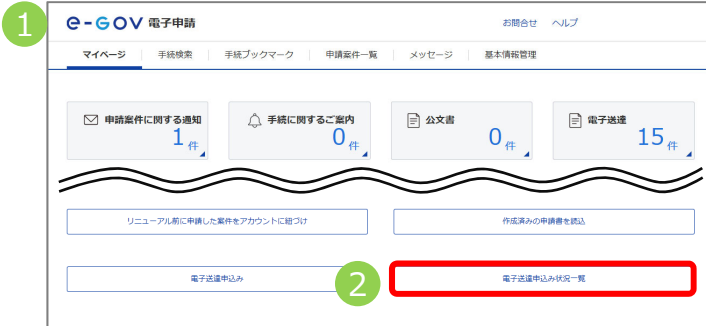 1
e-GOV 電子申請
お問合せ ヘルプ
マイページ 手続検索 手続ブックマーク 申請案件一覧 メッセージ 基本情報管理
申請案件に関する通知 1 件
手続に関するご案内 0 件
公文書 0 件
電子送達 15 件
リニューアル前に申請した案件をアカウントに紐づけ
作成済みの申請書を読込
電子送達申込み
2
電子送達申込み状況一覧